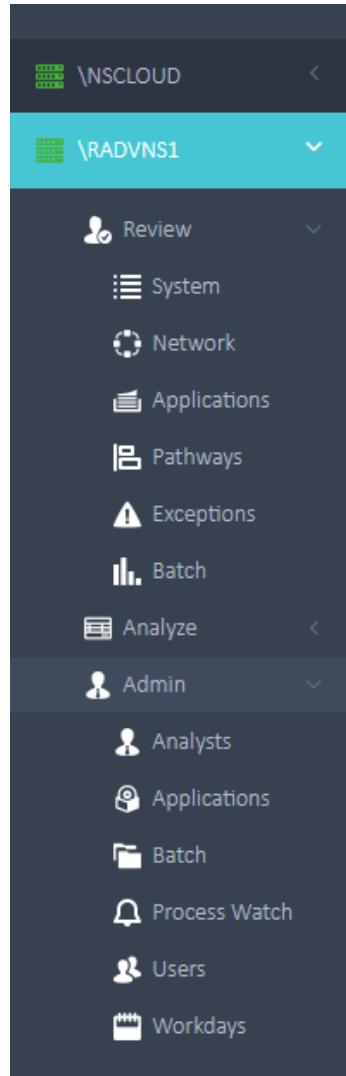 \NSCLOUD
\RADVNS1
Review
System
Network
Applications
Pathways
Exceptions
Batch
Analyze
Admin
Analysts
Applications
Batch
Process Watch
Users
Workdays